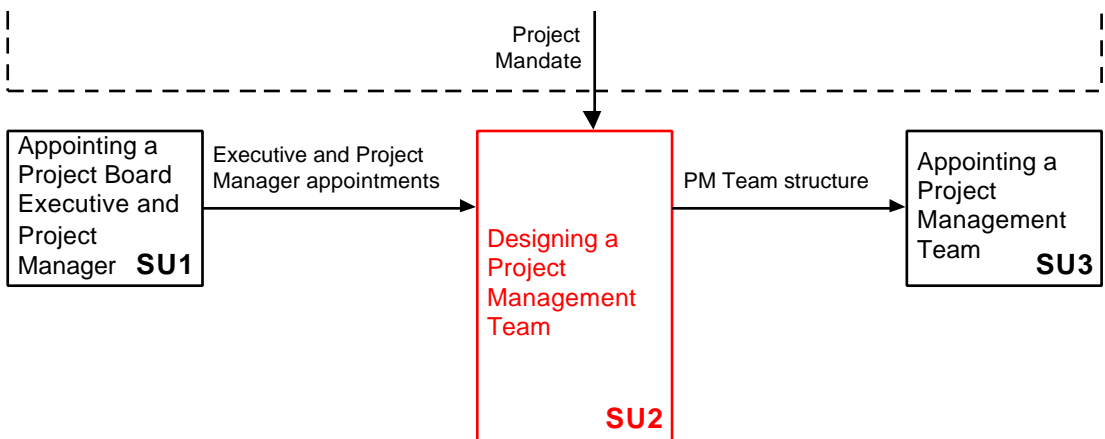 Project
Mandate
Appointing a
Project Board
Executive and
Project
Manager SU1
Executive and Project
Manager appointments
Designing a
Project
Management
Team
SU2
PM Team structure
Appointing a
Project
Management
Team
SU3